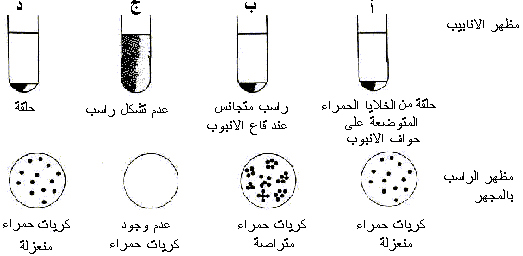 أ ب ج د
مظهر الانابيب
حلقة من الخلايا الحمراء
المتوضعة على
حواف الانبوب
راسب متجانس
عند قاع الانبوب
عدم تشكل راسب
حلقة
مظهر الراسب
بالمجهر
كريات حمراء
منعزلة
كريات حمراء
متراصة
عدم وجود
كريات حمراء
كريات حمراء
منعزلة